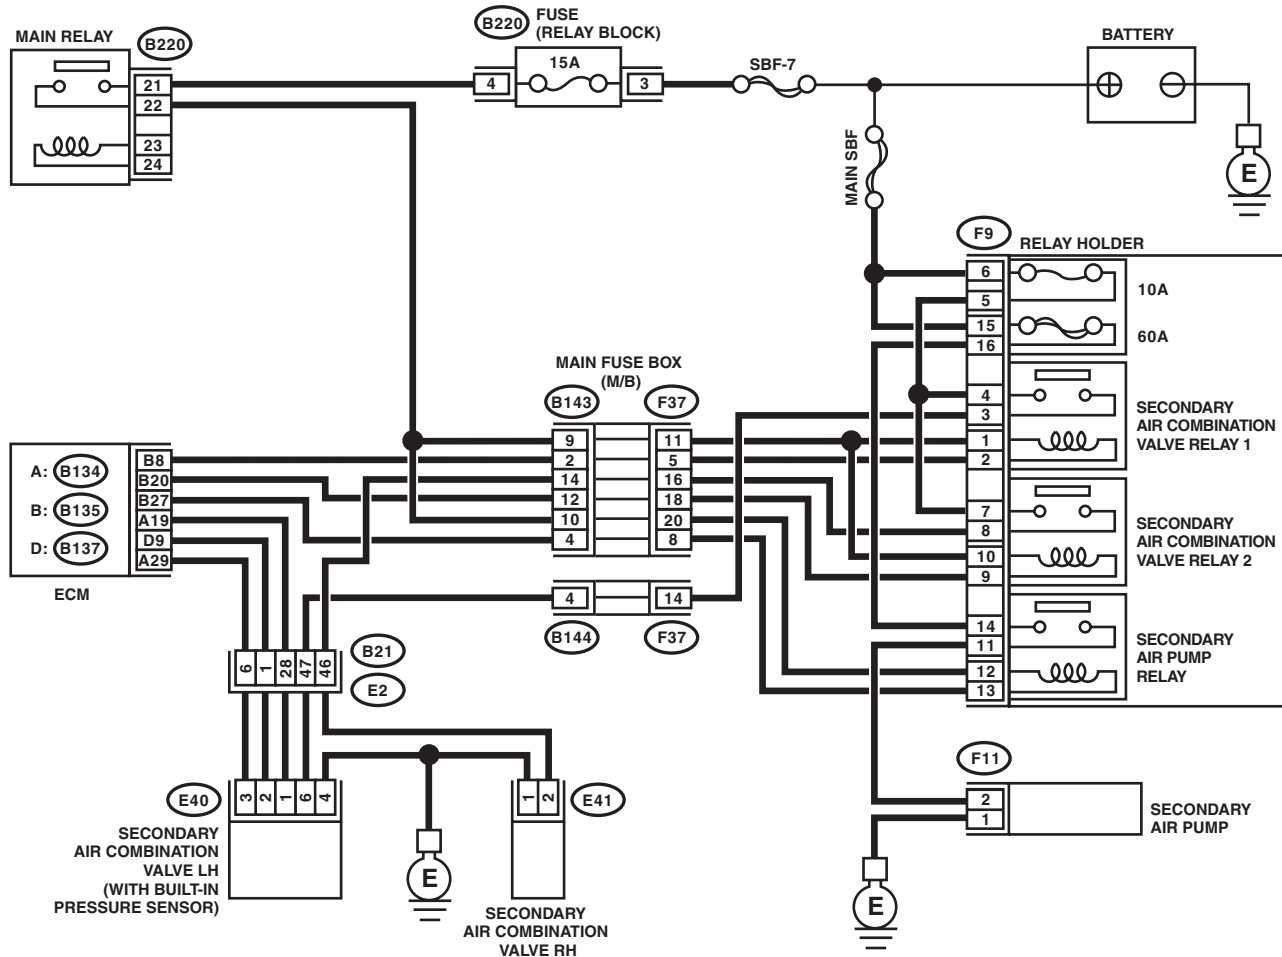 MAIN RELAY
B220
21
22
23
24
B220
FUSE
(RELAY BLOCK)
15A
4
3
SBF-7
BATTERY
MAIN SBF
E
F9
RELAY HOLDER
6
5
15
16
10A
60A
4
3
1
2
SECONDARY
AIR COMBINATION
VALVE RELAY 1
7
8
10
9
SECONDARY
AIR COMBINATION
VALVE RELAY 2
14
11
12
13
SECONDARY
AIR PUMP
RELAY
MAIN FUSE BOX
(M/B)
B143
F37
9
11
2
5
14
16
12
18
10
20
4
8
4
14
B144
F37
A: B134
B: B135
D: B137
B8
B20
B27
A19
D9
A29
ECM
6
1
28
47
46
B21
E2
E40
3
2
1
6
4
SECONDARY
AIR COMBINATION
VALVE LH
(WITH BUILT-IN
PRESSURE SENSOR)
E
1
2
E41
SECONDARY
AIR COMBINATION
VALVE RH
F11
2
1
SECONDARY
AIR PUMP
E